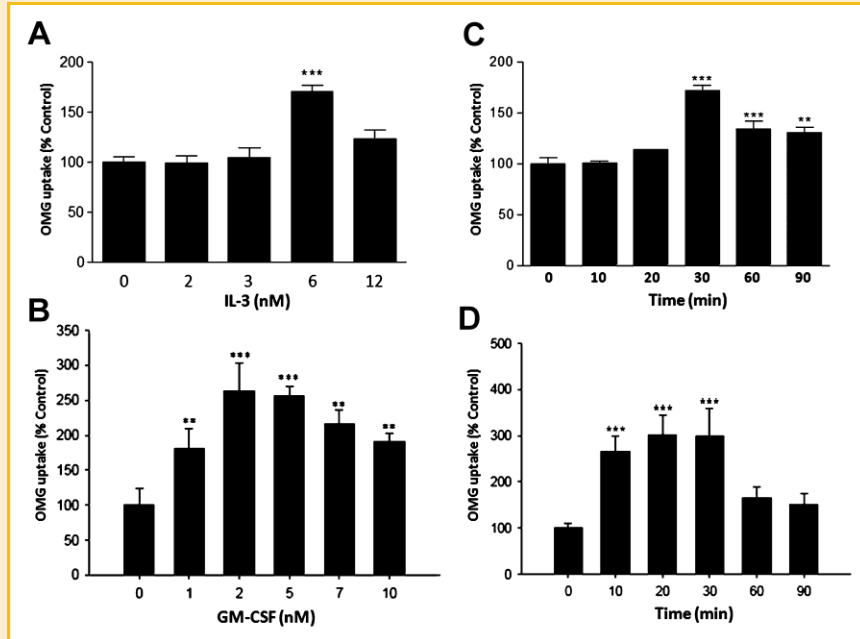 A
OMG uptake (% Control)
200
150
100
50
0
***
0 2 3 6 12
IL-3 (nM)
B
OMG uptake (% Control)
350
300
250
200
150
100
50
0
** *** *** ** **
0 1 2 5 7 10
GM-CSF (nM)
C
OMG uptake (% Control)
200
150
100
50
0
*** *** **
0 10 20 30 60 90
Time (min)
D
OMG uptake (% Control)
500
400
300
200
100
0
*** *** ***
0 10 20 30 60 90
Time (min)